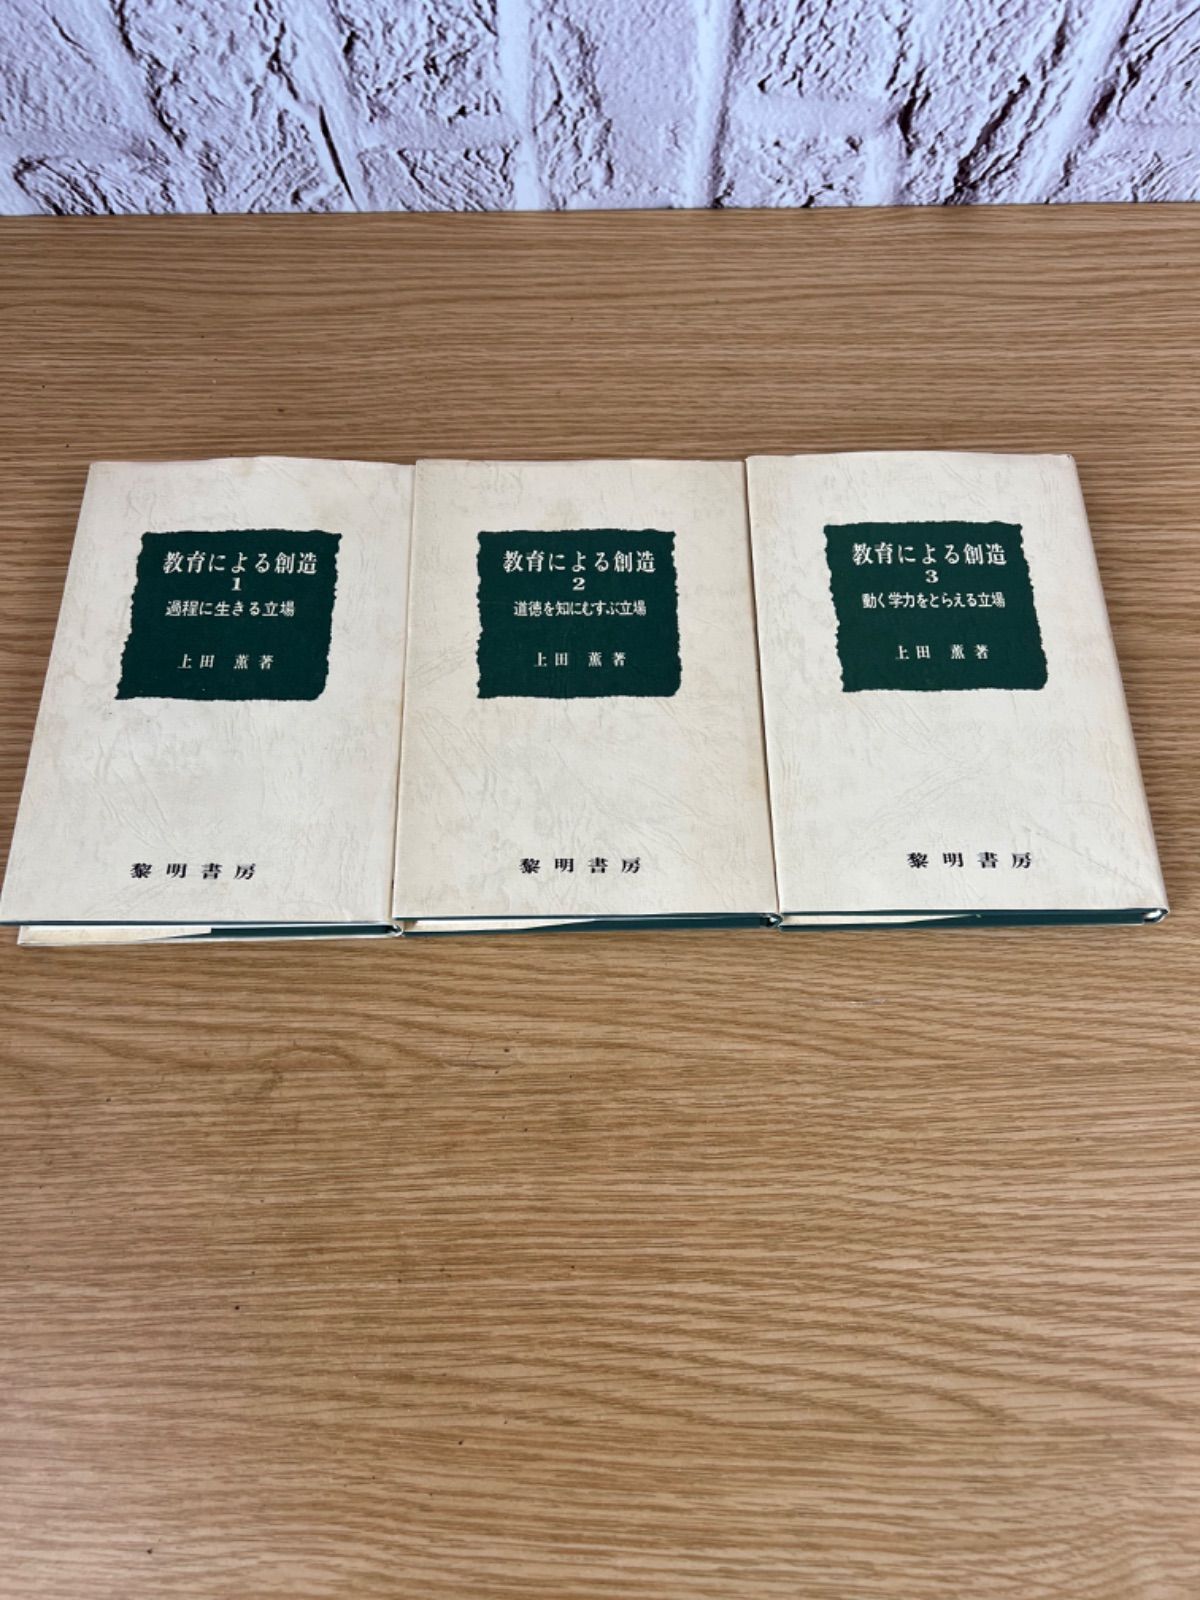 教育による創造
1
過程に生きる立場
上田 薫 著
黎明書房
教育による創造
2
道徳を知にむすぶ立場
上田 薫 著
黎明書房
教育による創造
3
動く学力をとらえる立場
上田 薫 著
黎明書房